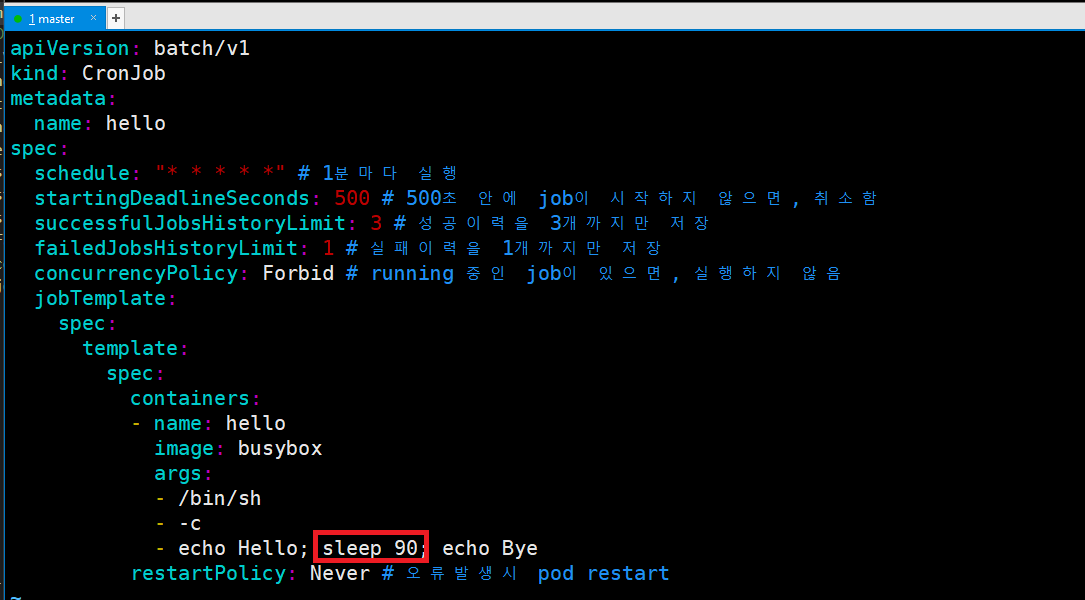 1 master × +
apiVersion: batch/v1
kind: CronJob
metadata:
  name: hello
spec:
  schedule: "* * * * *" # 1분마다 실행
  startingDeadlineSeconds: 500 # 500초 안에 job이 시작하지 않으면, 취소함
  successfulJobsHistoryLimit: 3 # 성공이력을 3개까지만 저장
  failedJobsHistoryLimit: 1 # 실패이력을 1개까지만 저장
  concurrencyPolicy: Forbid # running 중인 job이 있으면, 실행하지 않음
  jobTemplate:
    spec:
      template:
        spec:
          containers:
          - name: hello
            image: busybox
            args:
            - /bin/sh
            - -c
            - echo Hello; sleep 90; echo Bye
          restartPolicy: Never # 오류발생시 pod restart
~